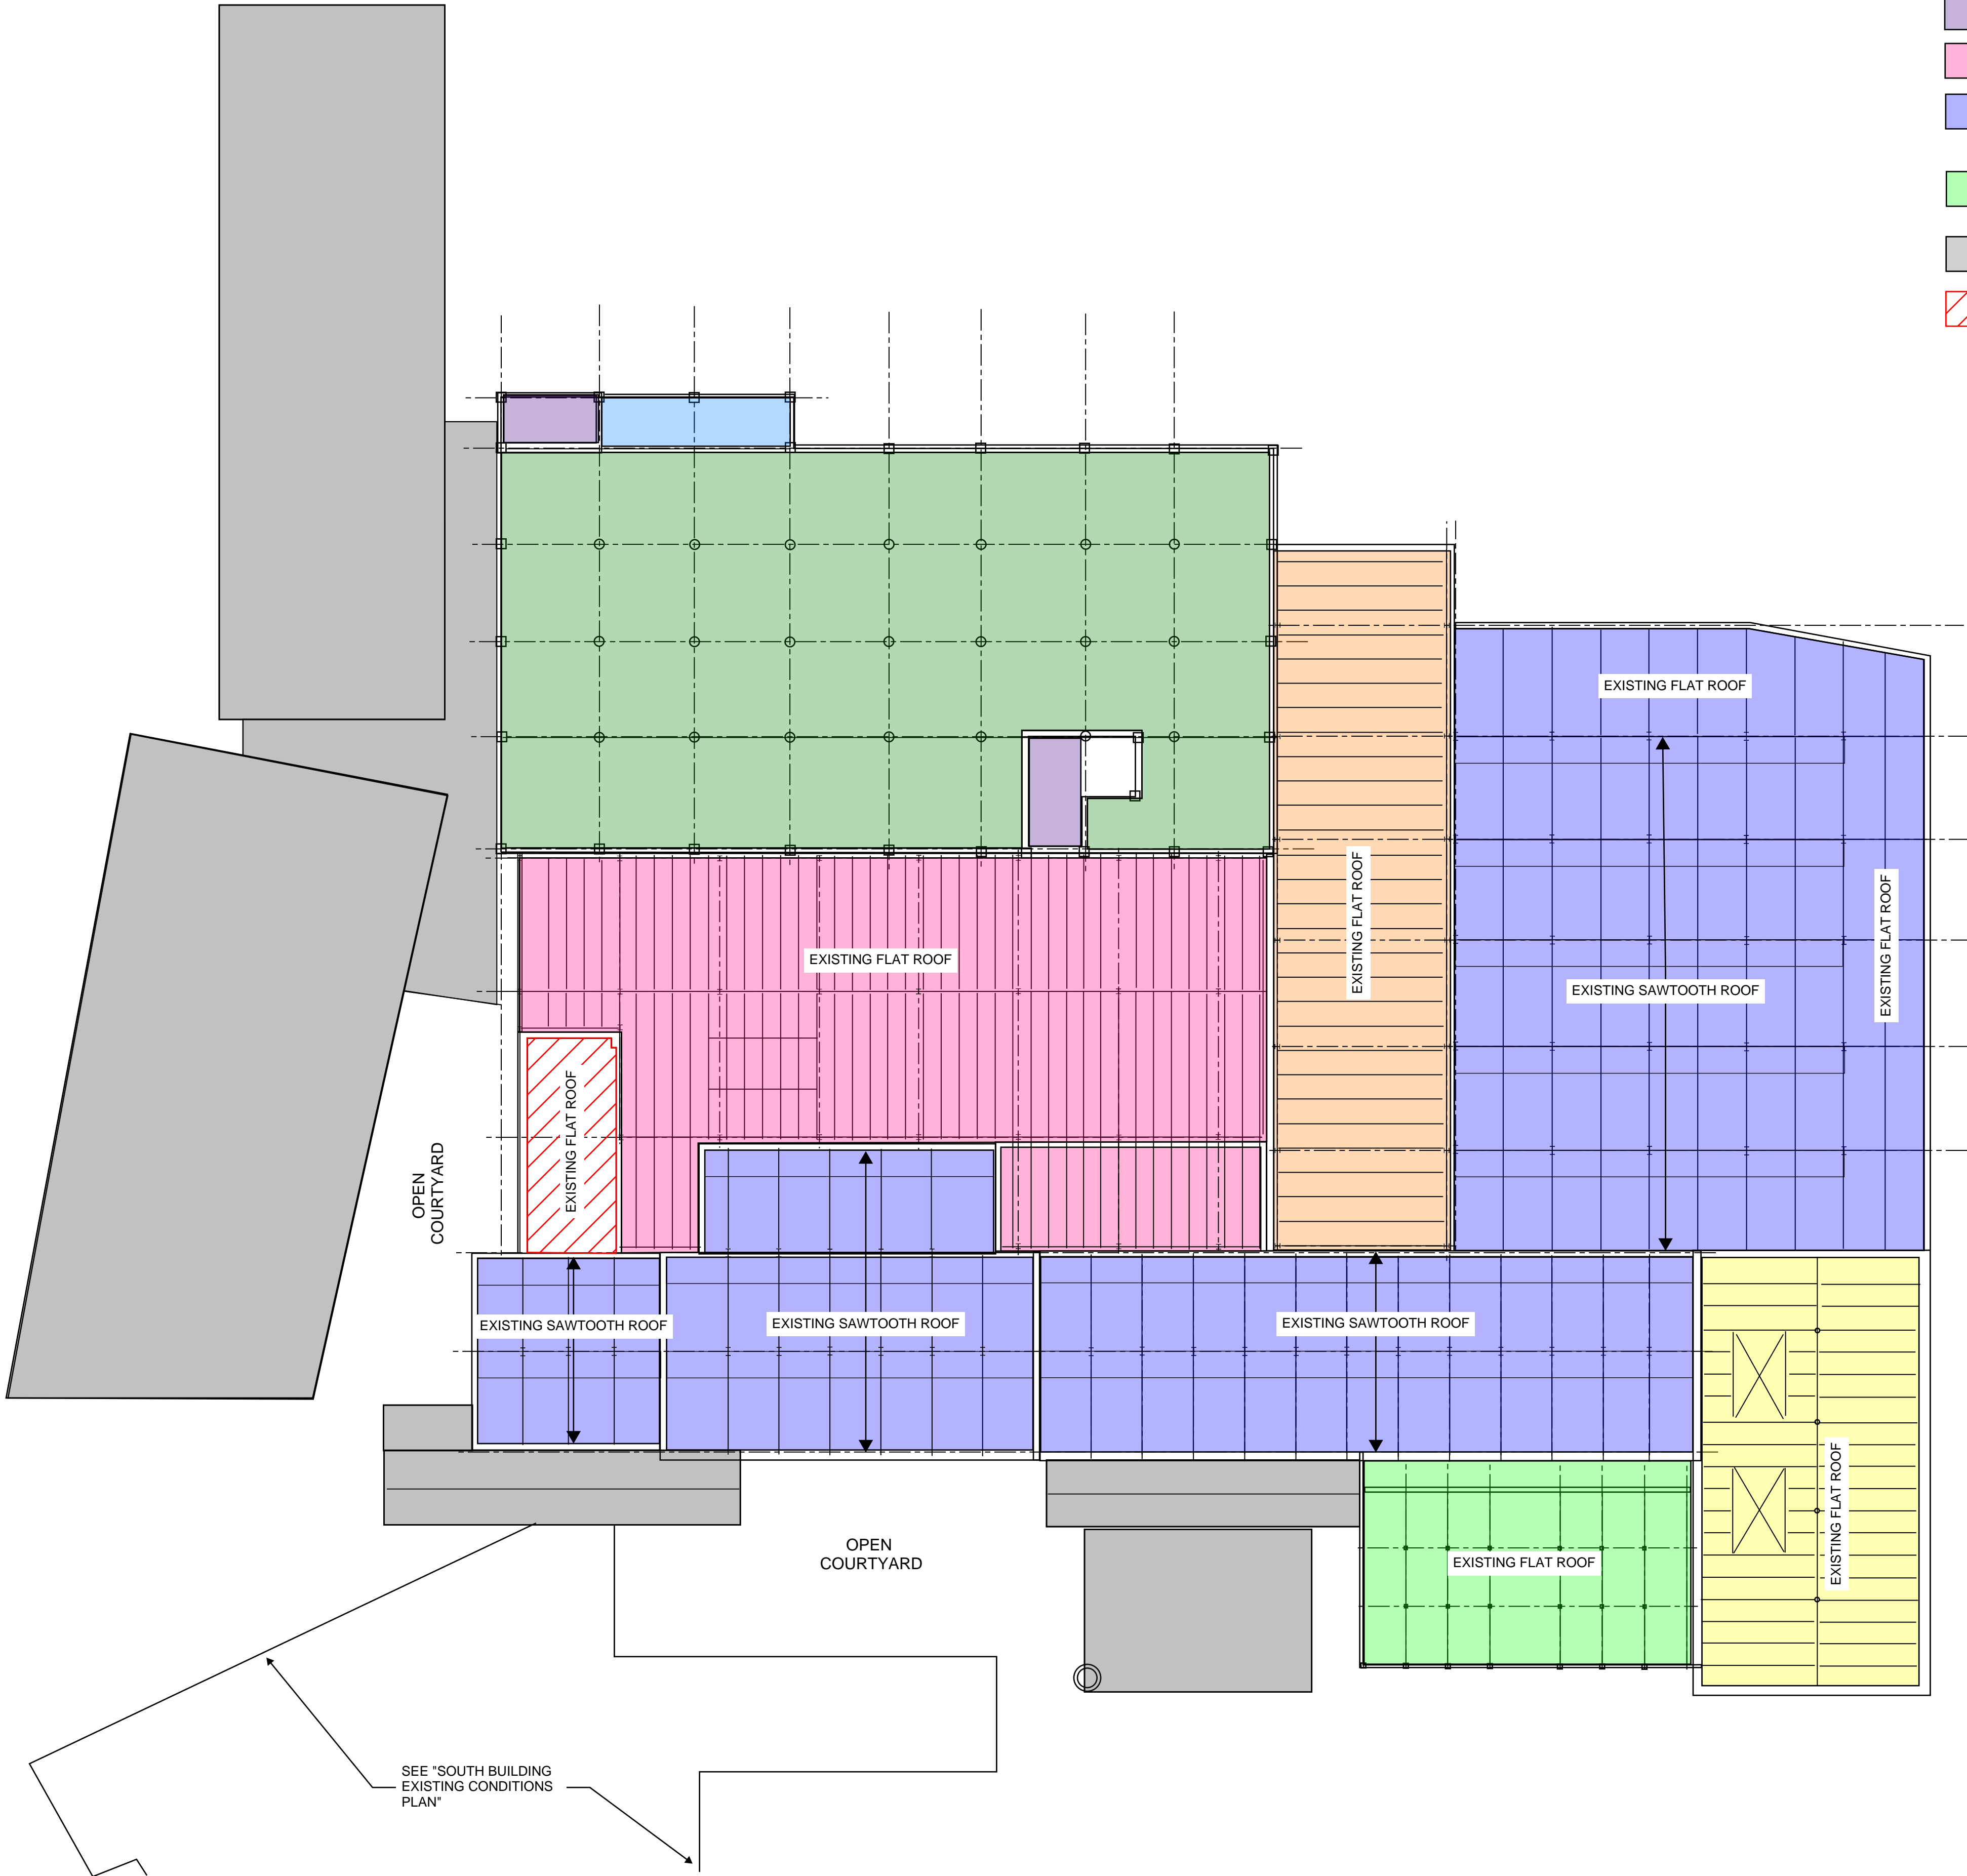 EXISTING FLAT ROOF
EXISTING FLAT ROOF
EXISTING FLAT ROOF
EXISTING FLAT ROOF
EXISTING SAWTOOTH ROOF
EXISTING FLAT ROOF
OPEN
COURTYARD
EXISTING SAWTOOTH ROOF
EXISTING SAWTOOTH ROOF
EXISTING SAWTOOTH ROOF
EXISTING FLAT ROOF
OPEN
COURTYARD
EXISTING FLAT ROOF
SEE "SOUTH BUILDING
EXISTING CONDITIONS
PLAN"